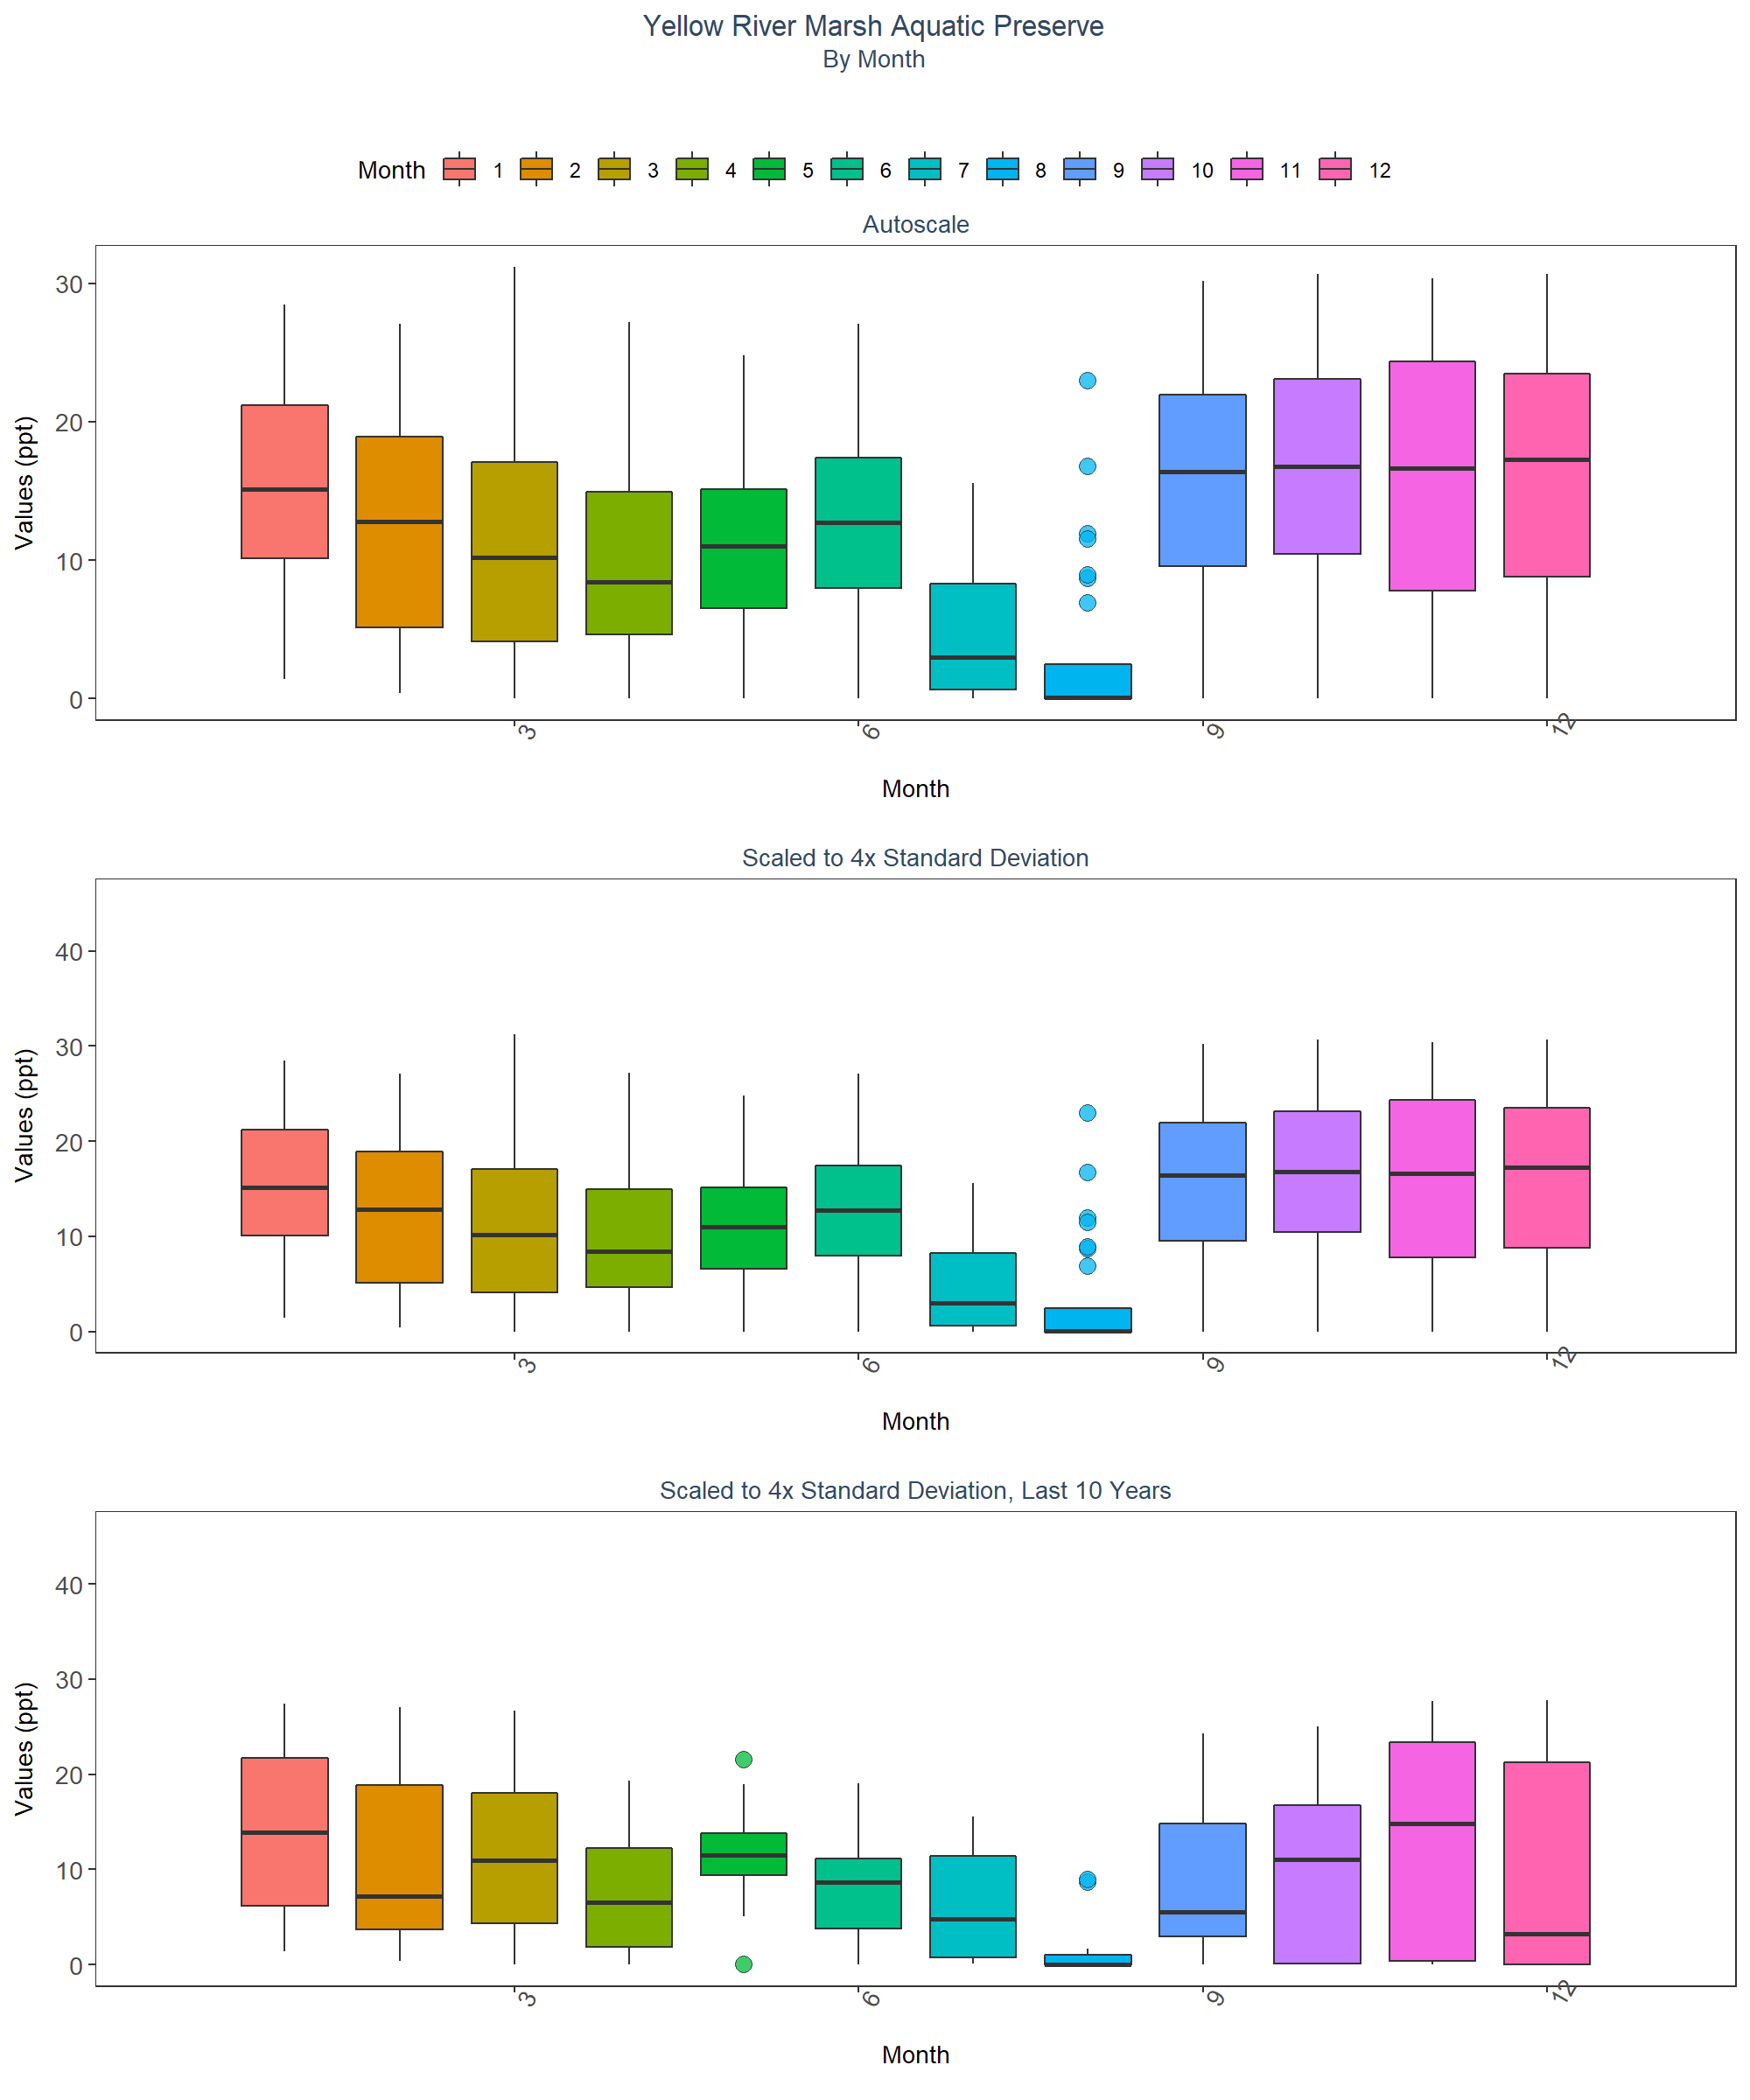 Yellow River Marsh Aquatic Preserve
By Month
Month 1 2 3 4 5 6 7 8 9 10 11 12
Autoscale
Values (ppt)
30
20
10
0
3 6 9 12
Month
Scaled to 4x Standard Deviation
Values (ppt)
40
30
20
10
0
3 6 9 12
Month
Scaled to 4x Standard Deviation, Last 10 Years
Values (ppt)
40
30
20
10
0
3 6 9 12
Month